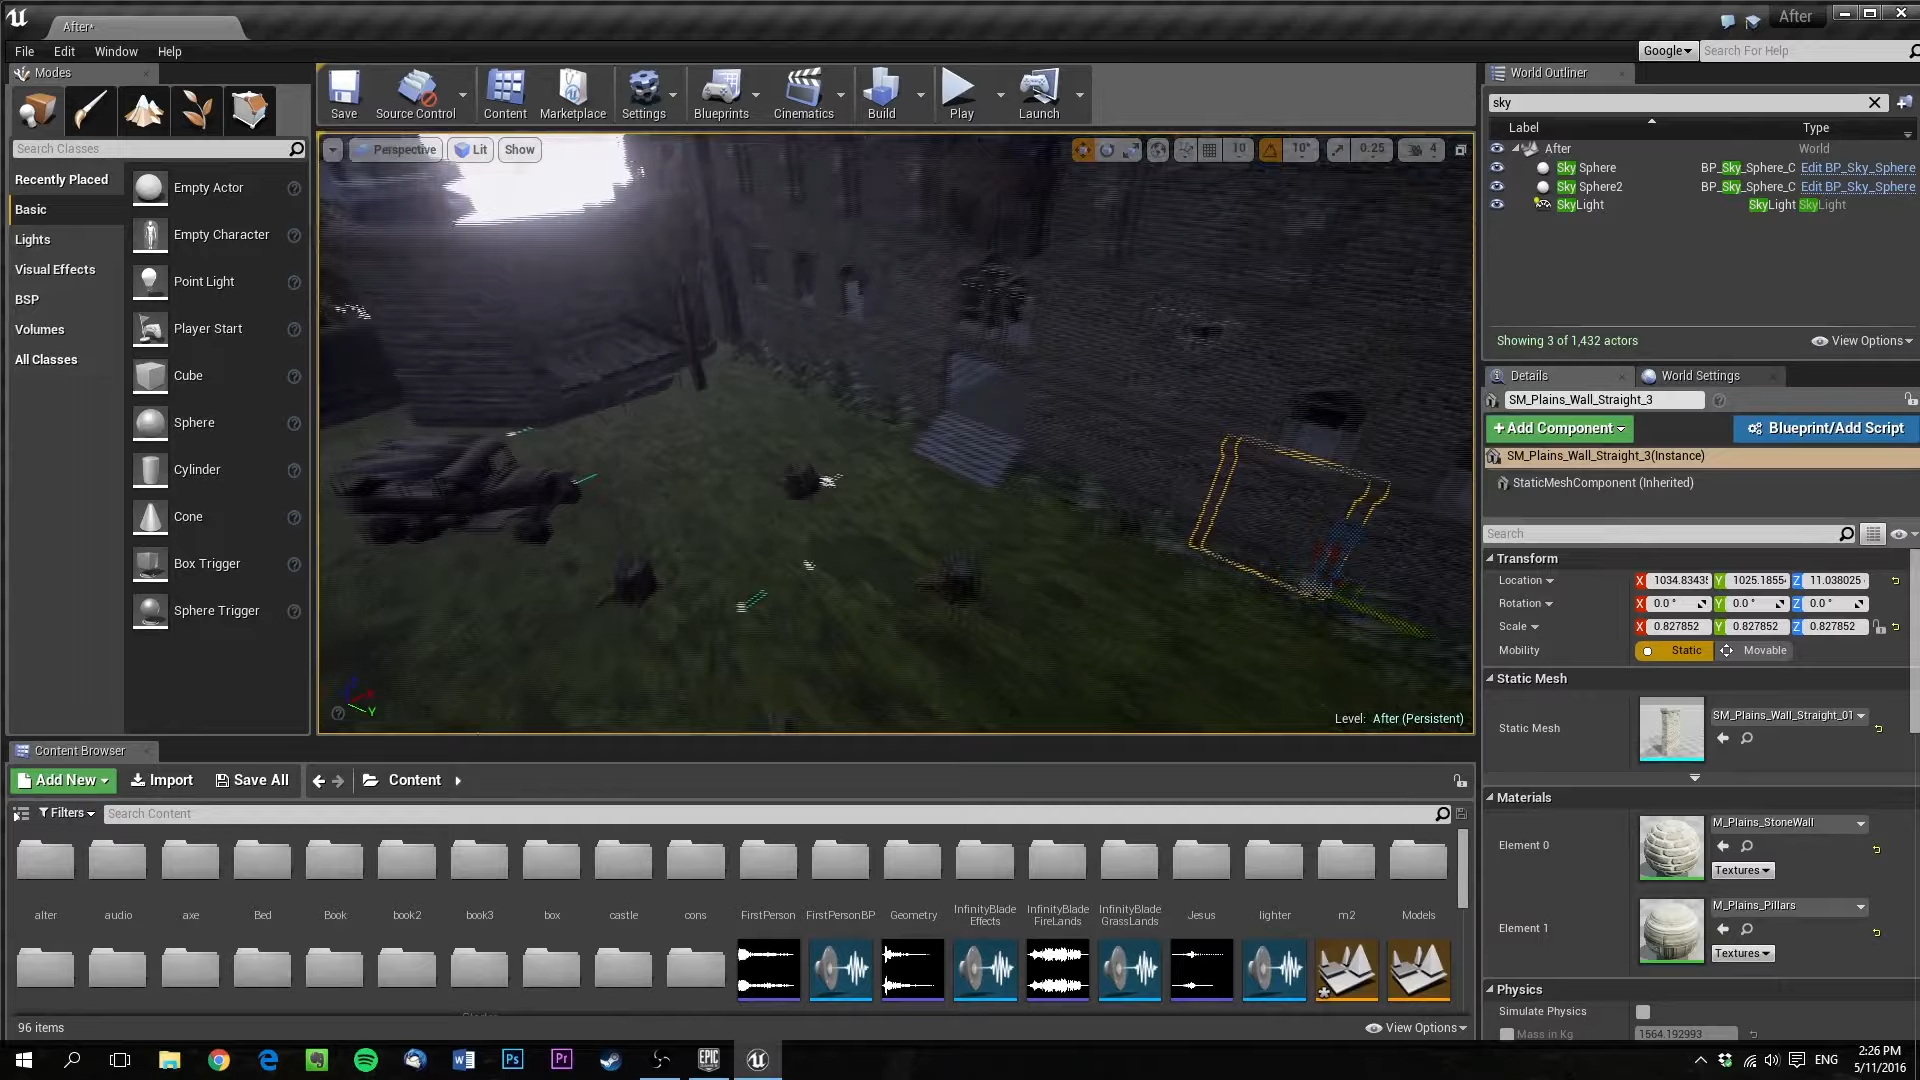 After*
After
File Edit Window Help
Google
Search For Help
Modes
Search Classes
Recently Placed
Basic
Lights
Visual Effects
BSP
Volumes
All Classes
Empty Actor
Empty Character
Point Light
Player Start
Cube
Sphere
Cylinder
Cone
Box Trigger
Sphere Trigger
Save
Source Control
Content
Marketplace
Settings
Blueprints
Cinematics
Build
Play
Launch
Perspective
Lit
Show
10
10°
0.25
4
Y
Level: After (Persistent)
World Outliner
sky
Label Type
After World
Sky Sphere BP_Sky_Sphere_C Edit BP_Sky_Sphere
Sky Sphere2 BP_Sky_Sphere_C Edit BP_Sky_Sphere
SkyLight SkyLight SkyLight
Showing 3 of 1,432 actors
View Options
Details
World Settings
SM_Plains_Wall_Straight_3
+Add Component
Blueprint/Add Script
SM_Plains_Wall_Straight_3(Instance)
StaticMeshComponent (Inherited)
Search
Transform
Location X 1034.8343 Y 1025.1855 Z 11.038025
Rotation X 0.0 ° Y 0.0 ° Z 0.0 °
Scale X 0.827852 Y 0.827852 Z 0.827852
Mobility Static Movable
Static Mesh
Static Mesh
SM_Plains_Wall_Straight_01
Materials
Element 0
M_Plains_StoneWall
Textures
Element 1
M_Plains_Pillars
Textures
Physics
Simulate Physics
Mass in Kg 1564.192993
Content Browser
Add New Import Save All Content
Filters
Search Content
alter
audio
axe
Bed
Book
book2
book3
box
castle
cons
FirstPerson
FirstPersonBP
Geometry
InfinityBlade
Effects
InfinityBlade
FireLands
InfinityBlade
GrassLands
Jesus
lighter
m2
Models
96 items
View Options
Ps
Pr
EPIC
ENG
2:26 PM
5/11/2016